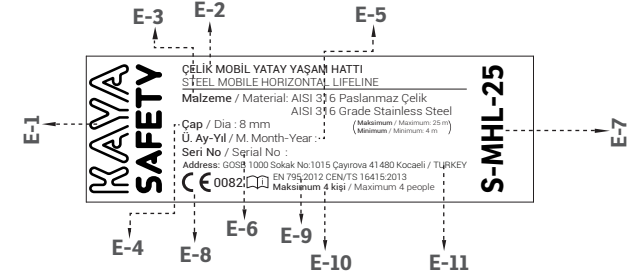 E-3
E-2
E-5
E-1
KAYA
SAFETY
ÇELİK MOBİL YATAY YAŞAM HATTI
STEEL MOBILE HORIZONTAL LIFELINE
Malzeme / Material: AISI 316 Paslanmaz Çelik
AISI 316 Grade Stainless Steel
Çap / Dia : 8 mm
(Maksimum / Maximum: 25 m
Minimum / Minimum: 4 m)
Ü. Ay-Yıl / M. Month-Year :
Seri No / Serial No :
Address: GOSB 1000 Sokak No:1015 Çayırova 41480 Kocaeli / TURKEY
CE 0082 EN 795:2012 CEN/TS 16415:2013
Maksimum 4 kişi / Maximum 4 people
S-MHL-25
E-7
E-4
E-8
E-6
E-9
E-10
E-11